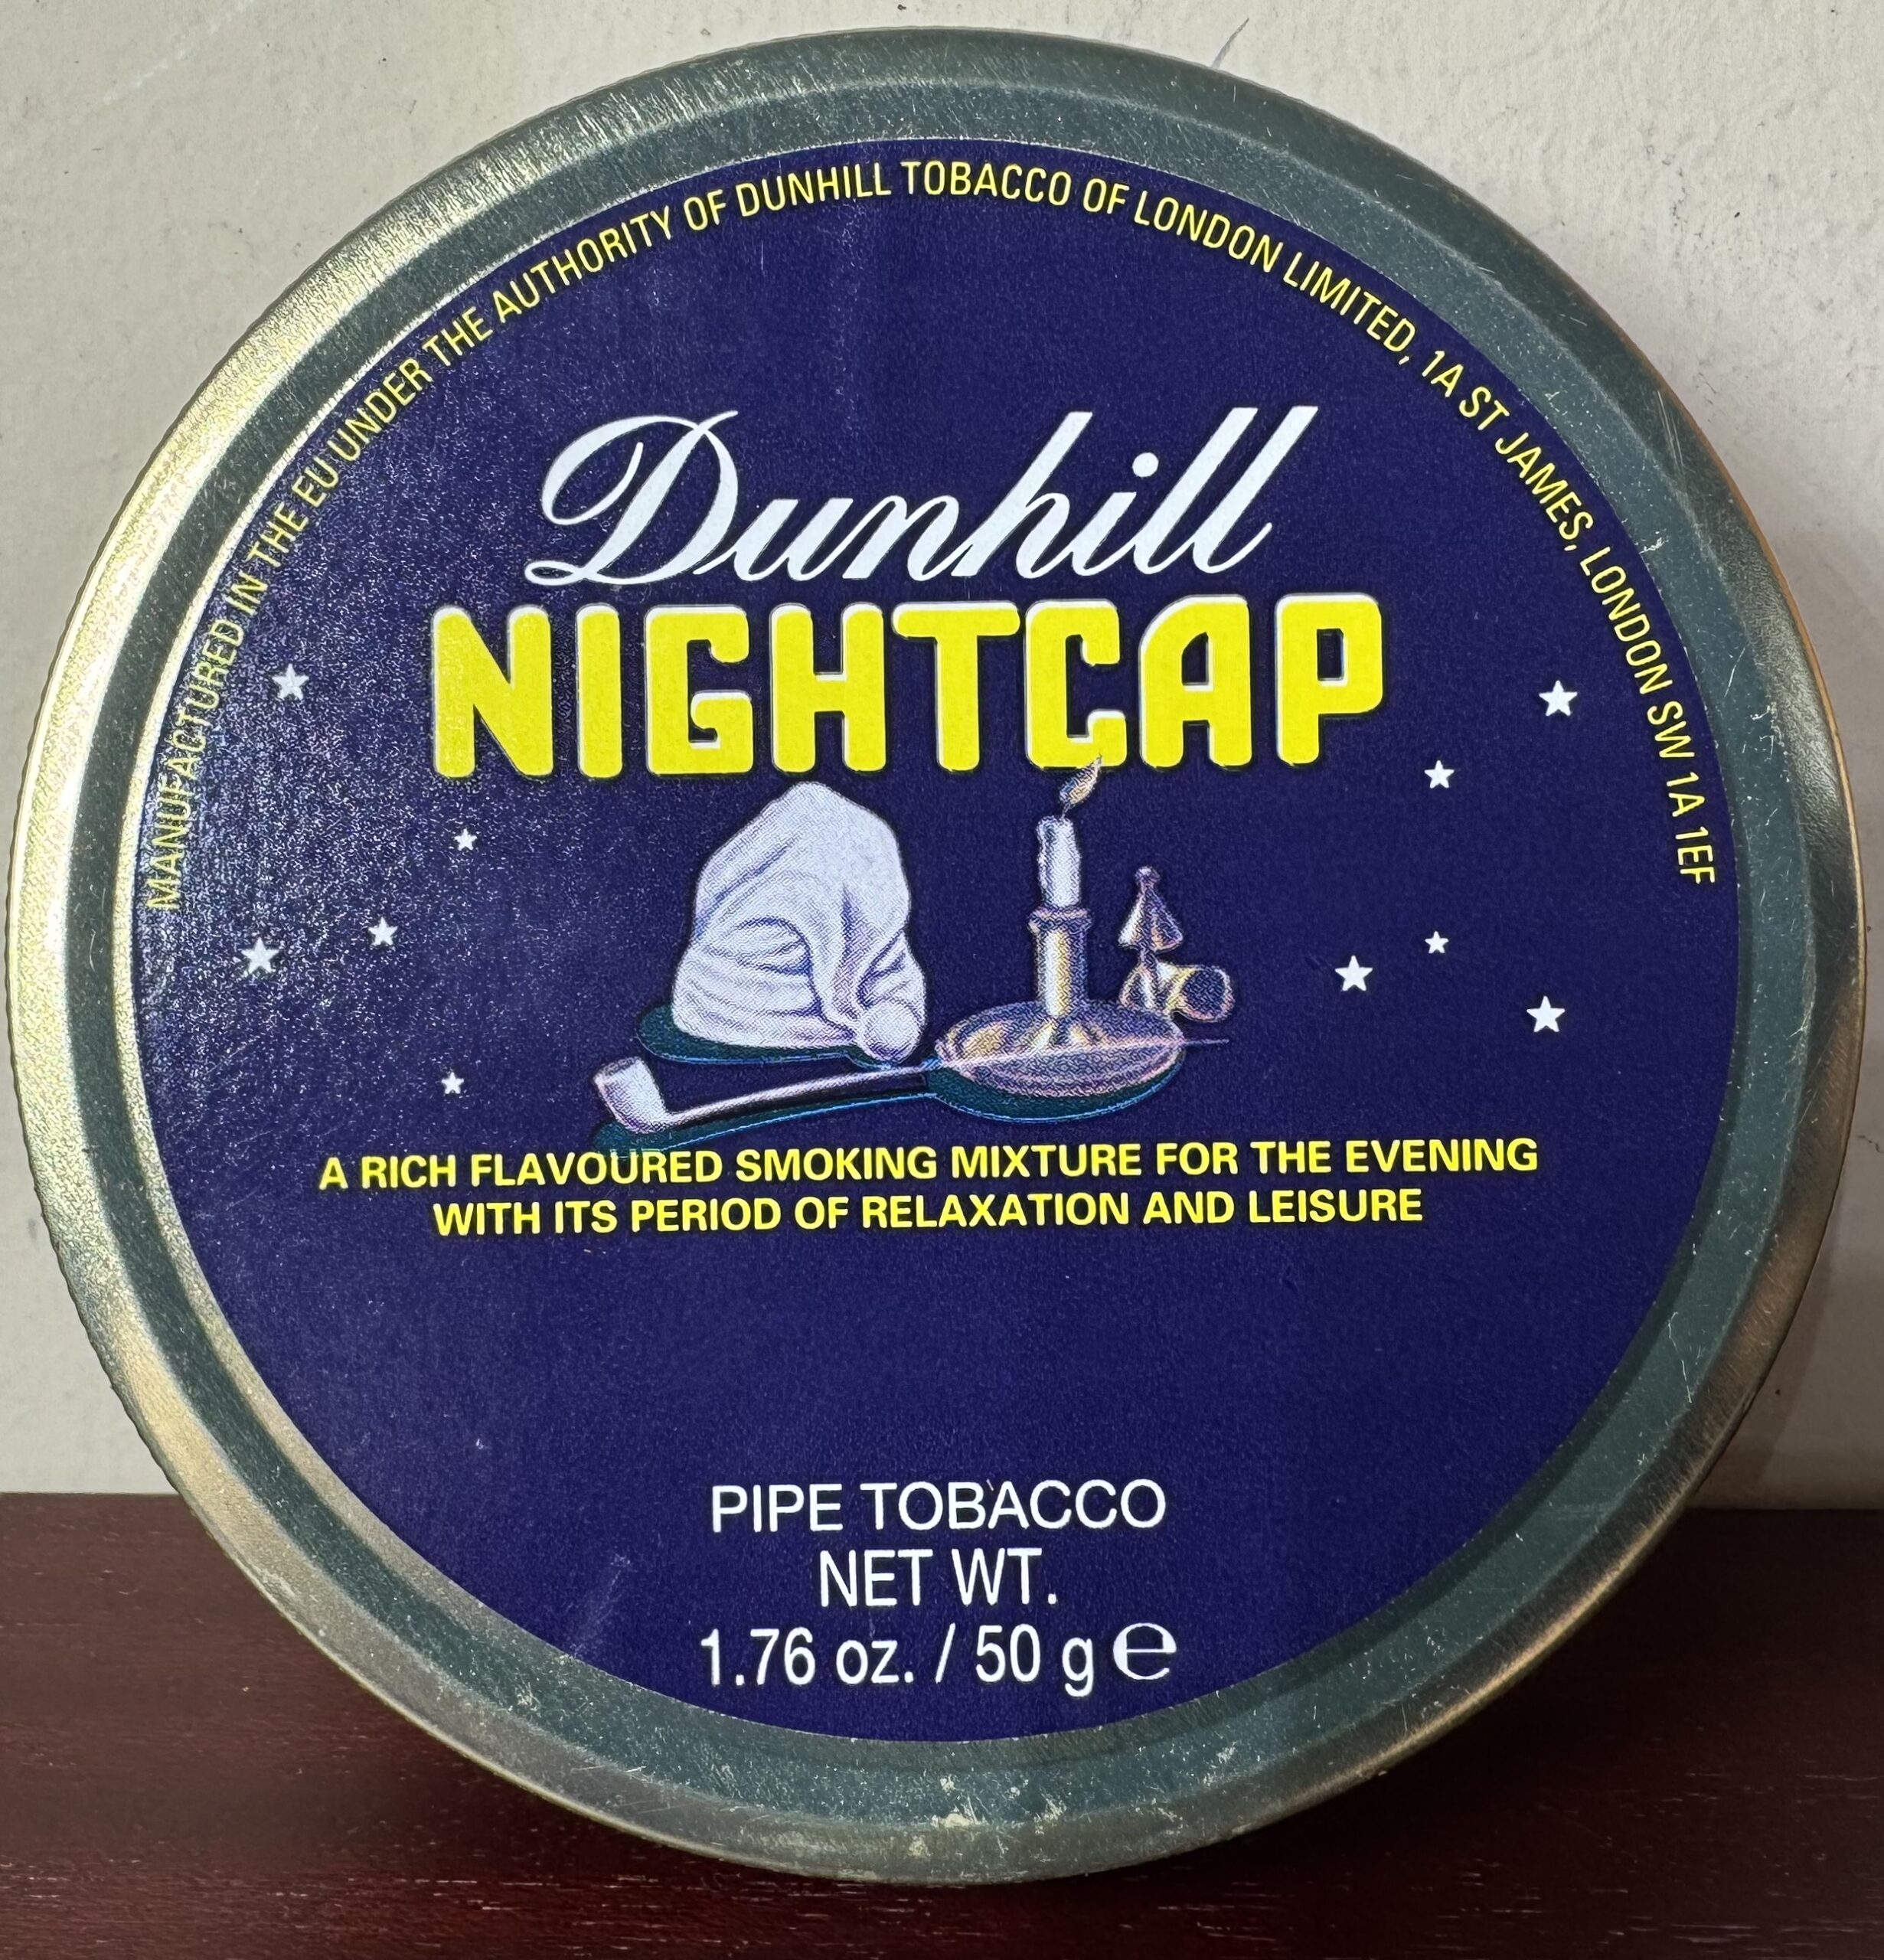 MANUFACTURED IN THE EU UNDER THE AUTHORITY OF DUNHILL TOBACCO OF LONDON LIMITED, 1A ST JAMES, LONDON SW 1A 1EF
Dunhill
NIGHTCAP
A RICH FLAVOURED SMOKING MIXTURE FOR THE EVENING
WITH ITS PERIOD OF RELAXATION AND LEISURE
PIPE TOBACCO
NET WT.
1.76 oz. / 50 g ℮